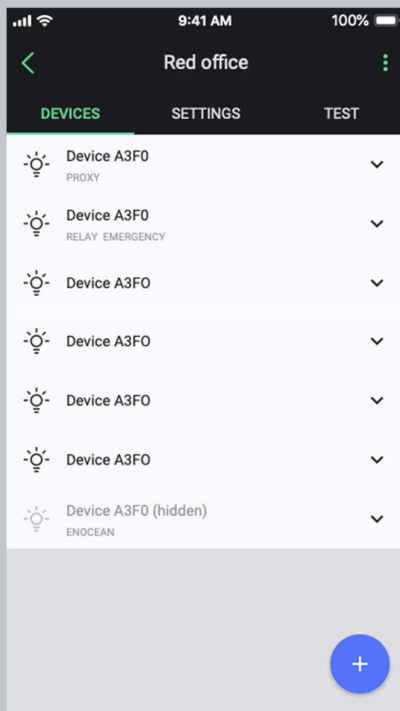 9:41 AM 100%
Red office
DEVICES SETTINGS TEST
Device A3F0
PROXY
Device A3F0
RELAY EMERGENCY
Device A3FO
Device A3FO
Device A3FO
Device A3FO
Device A3F0 (hidden)
ENOCEAN